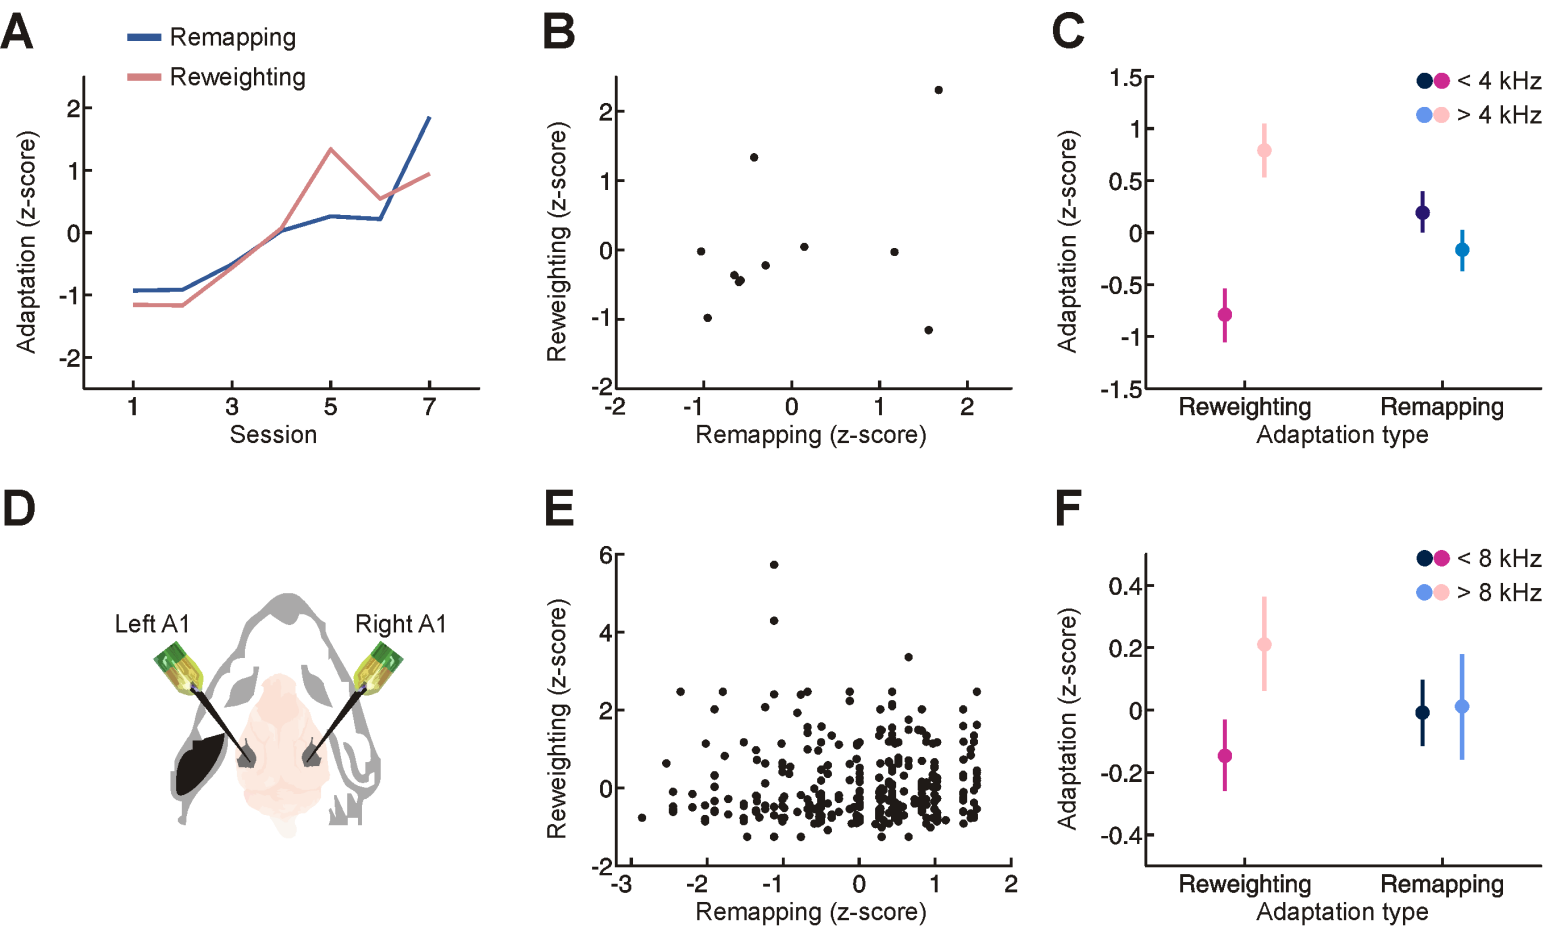 A
Remapping
Reweighting
Adaptation (z-score)
2
1
0
-1
-2
1
3
5
7
Session
B
Reweighting (z-score)
2
1
0
-1
-2
-2
-1
0
1
2
Remapping (z-score)
C
< 4 kHz
> 4 kHz
Adaptation (z-score)
1.5
1
0.5
0
-0.5
-1
-1.5
Reweighting
Remapping
Adaptation type
D
Left A1
Right A1
E
Reweighting (z-score)
6
4
2
0
-2
-3
-2
-1
0
1
2
Remapping (z-score)
F
< 8 kHz
> 8 kHz
Adaptation (z-score)
0.4
0.2
0
-0.2
-0.4
Reweighting
Remapping
Adaptation type